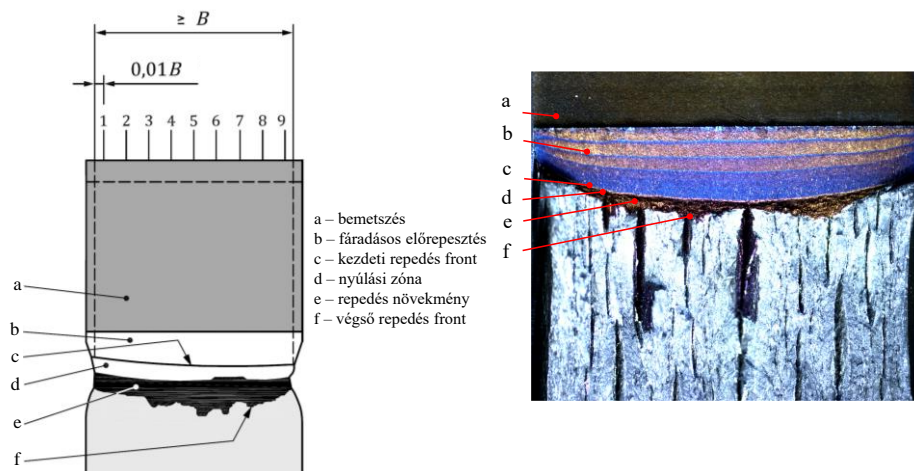 ≥ B
0,01B
1 2 3 4 5 6 7 8 9
a
b
c
d
e
f
a – bemetszés
b – fáradásos előrepesztés
c – kezdeti repedés front
d – nyúlási zóna
e – repedés növekmény
f – végső repedés front
a
b
c
d
e
f